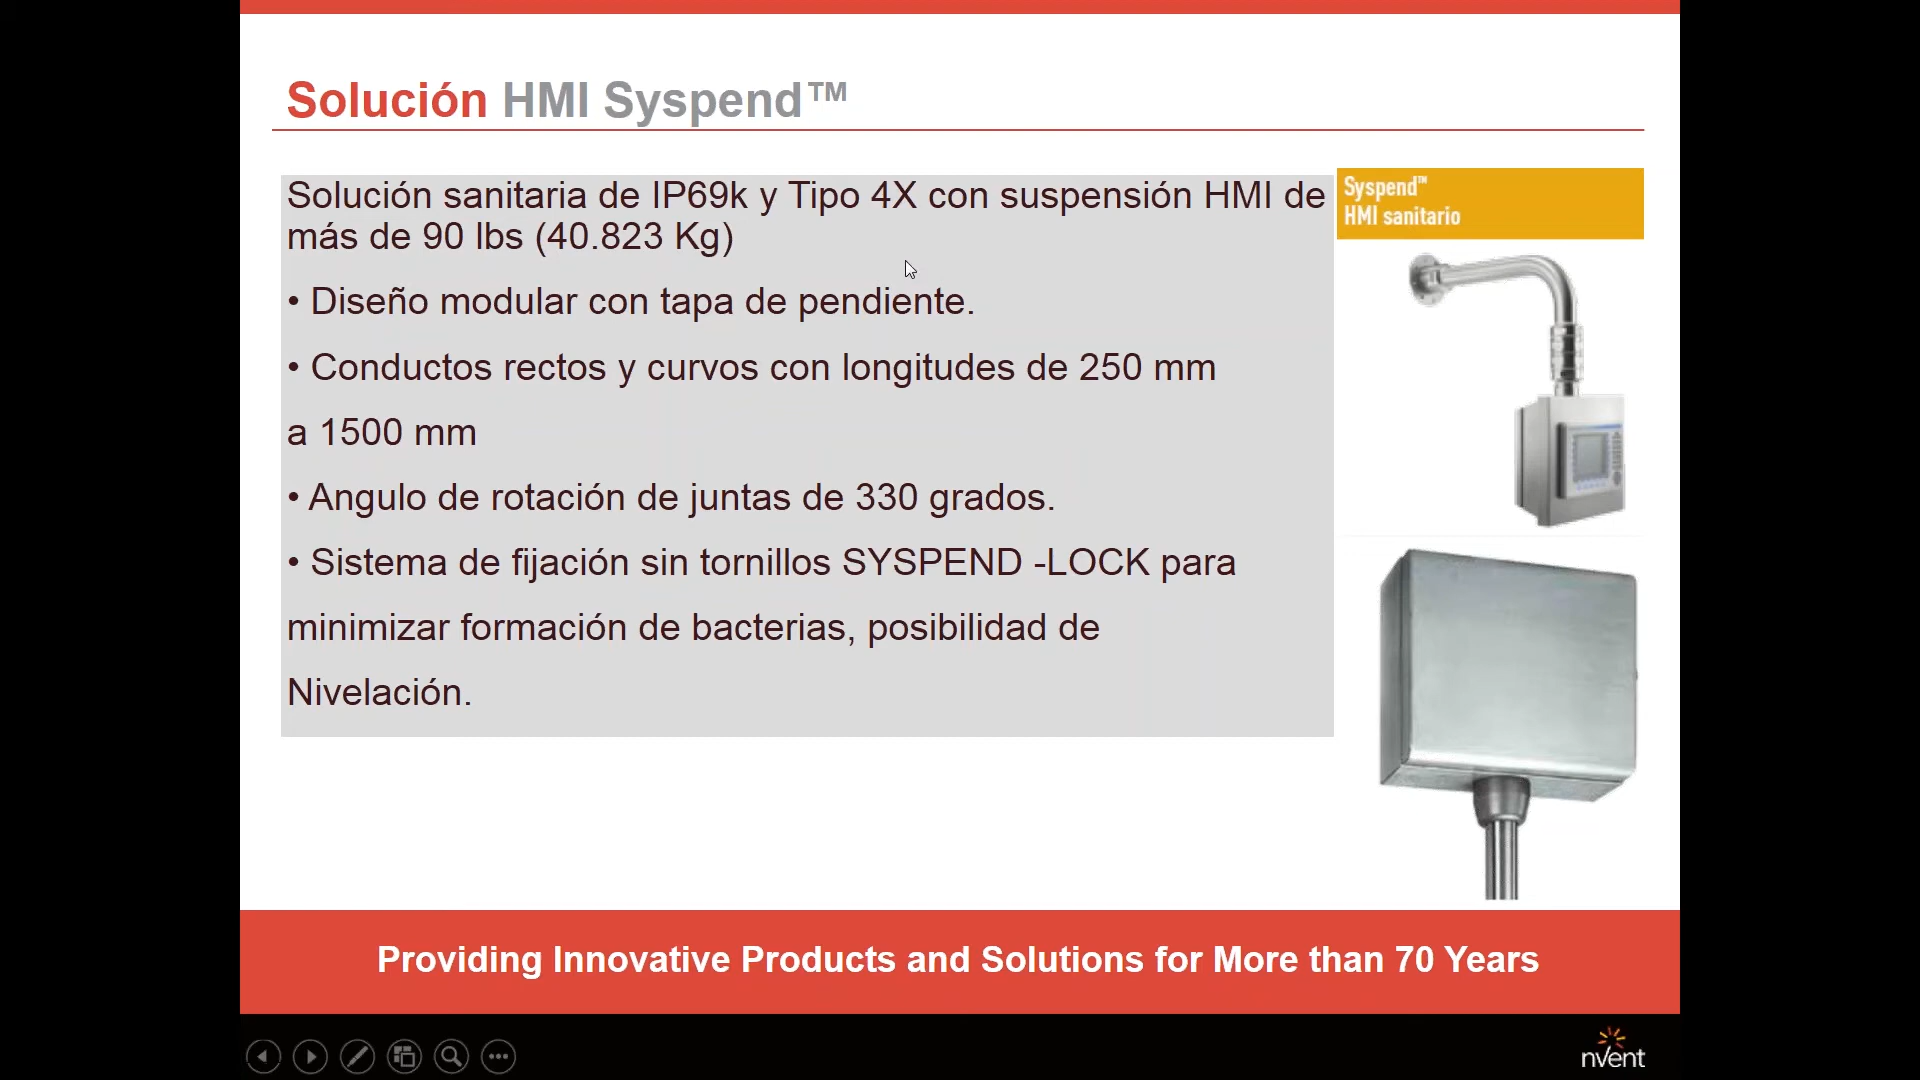 Solución HMI Syspend™
Solución sanitaria de IP69k y Tipo 4X con suspensión HMI de
más de 90 lbs (40.823 Kg)
• Diseño modular con tapa de pendiente.
• Conductos rectos y curvos con longitudes de 250 mm
a 1500 mm
• Angulo de rotación de juntas de 330 grados.
• Sistema de fijación sin tornillos SYSPEND -LOCK para
minimizar formación de bacterias, posibilidad de
Nivelación.
Syspend™
HMI sanitario
Providing Innovative Products and Solutions for More than 70 Years
nvent